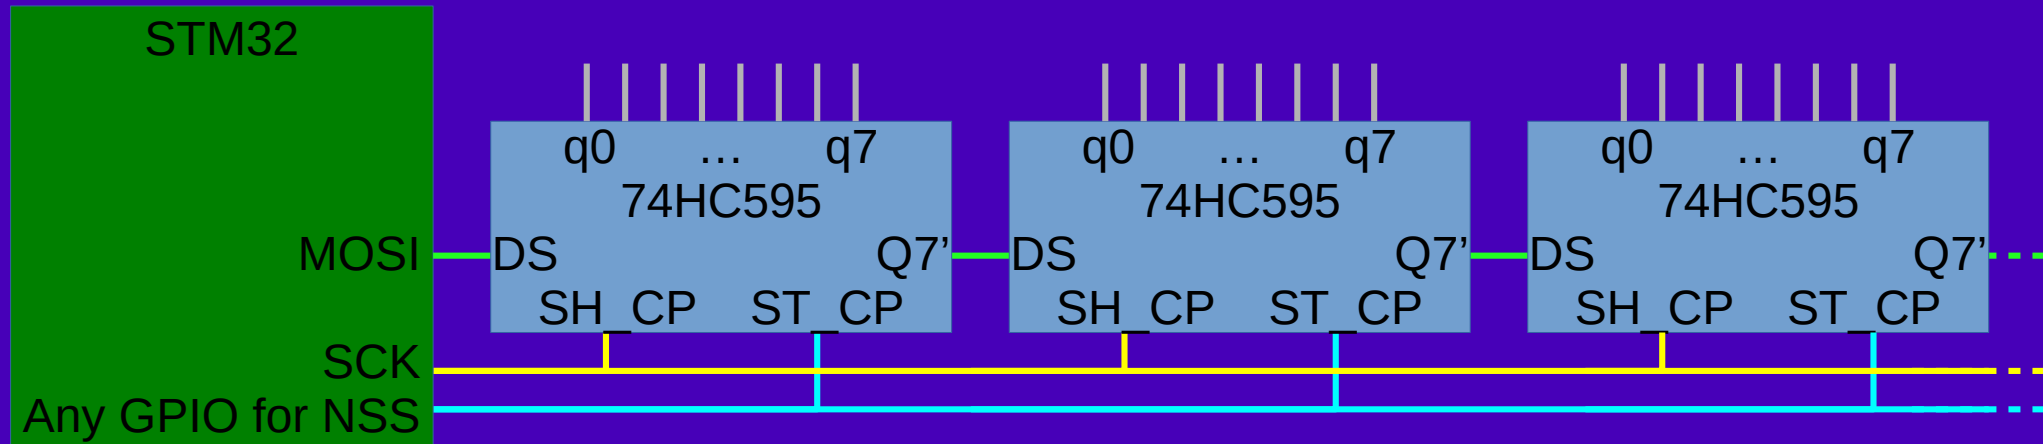 STM32
MOSI
SCK
Any GPIO for NSS
q0 ... q7
74HC595
DS Q7’
SH_CP ST_CP
q0 ... q7
74HC595
DS Q7’
SH_CP ST_CP
q0 ... q7
74HC595
DS Q7’
SH_CP ST_CP